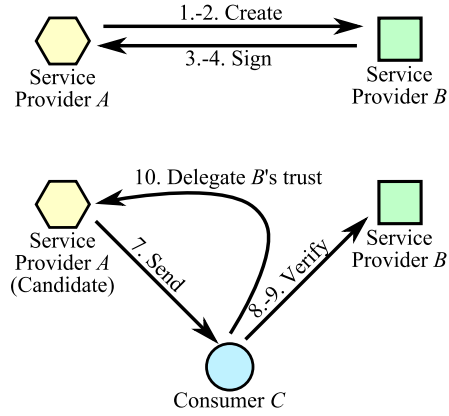 1.-2. Create
3.-4. Sign
Service
Provider A
Service
Provider B
10. Delegate B's trust
Service
Provider A
(Candidate)
7. Send
8.-9. Verify
Service
Provider B
Consumer C